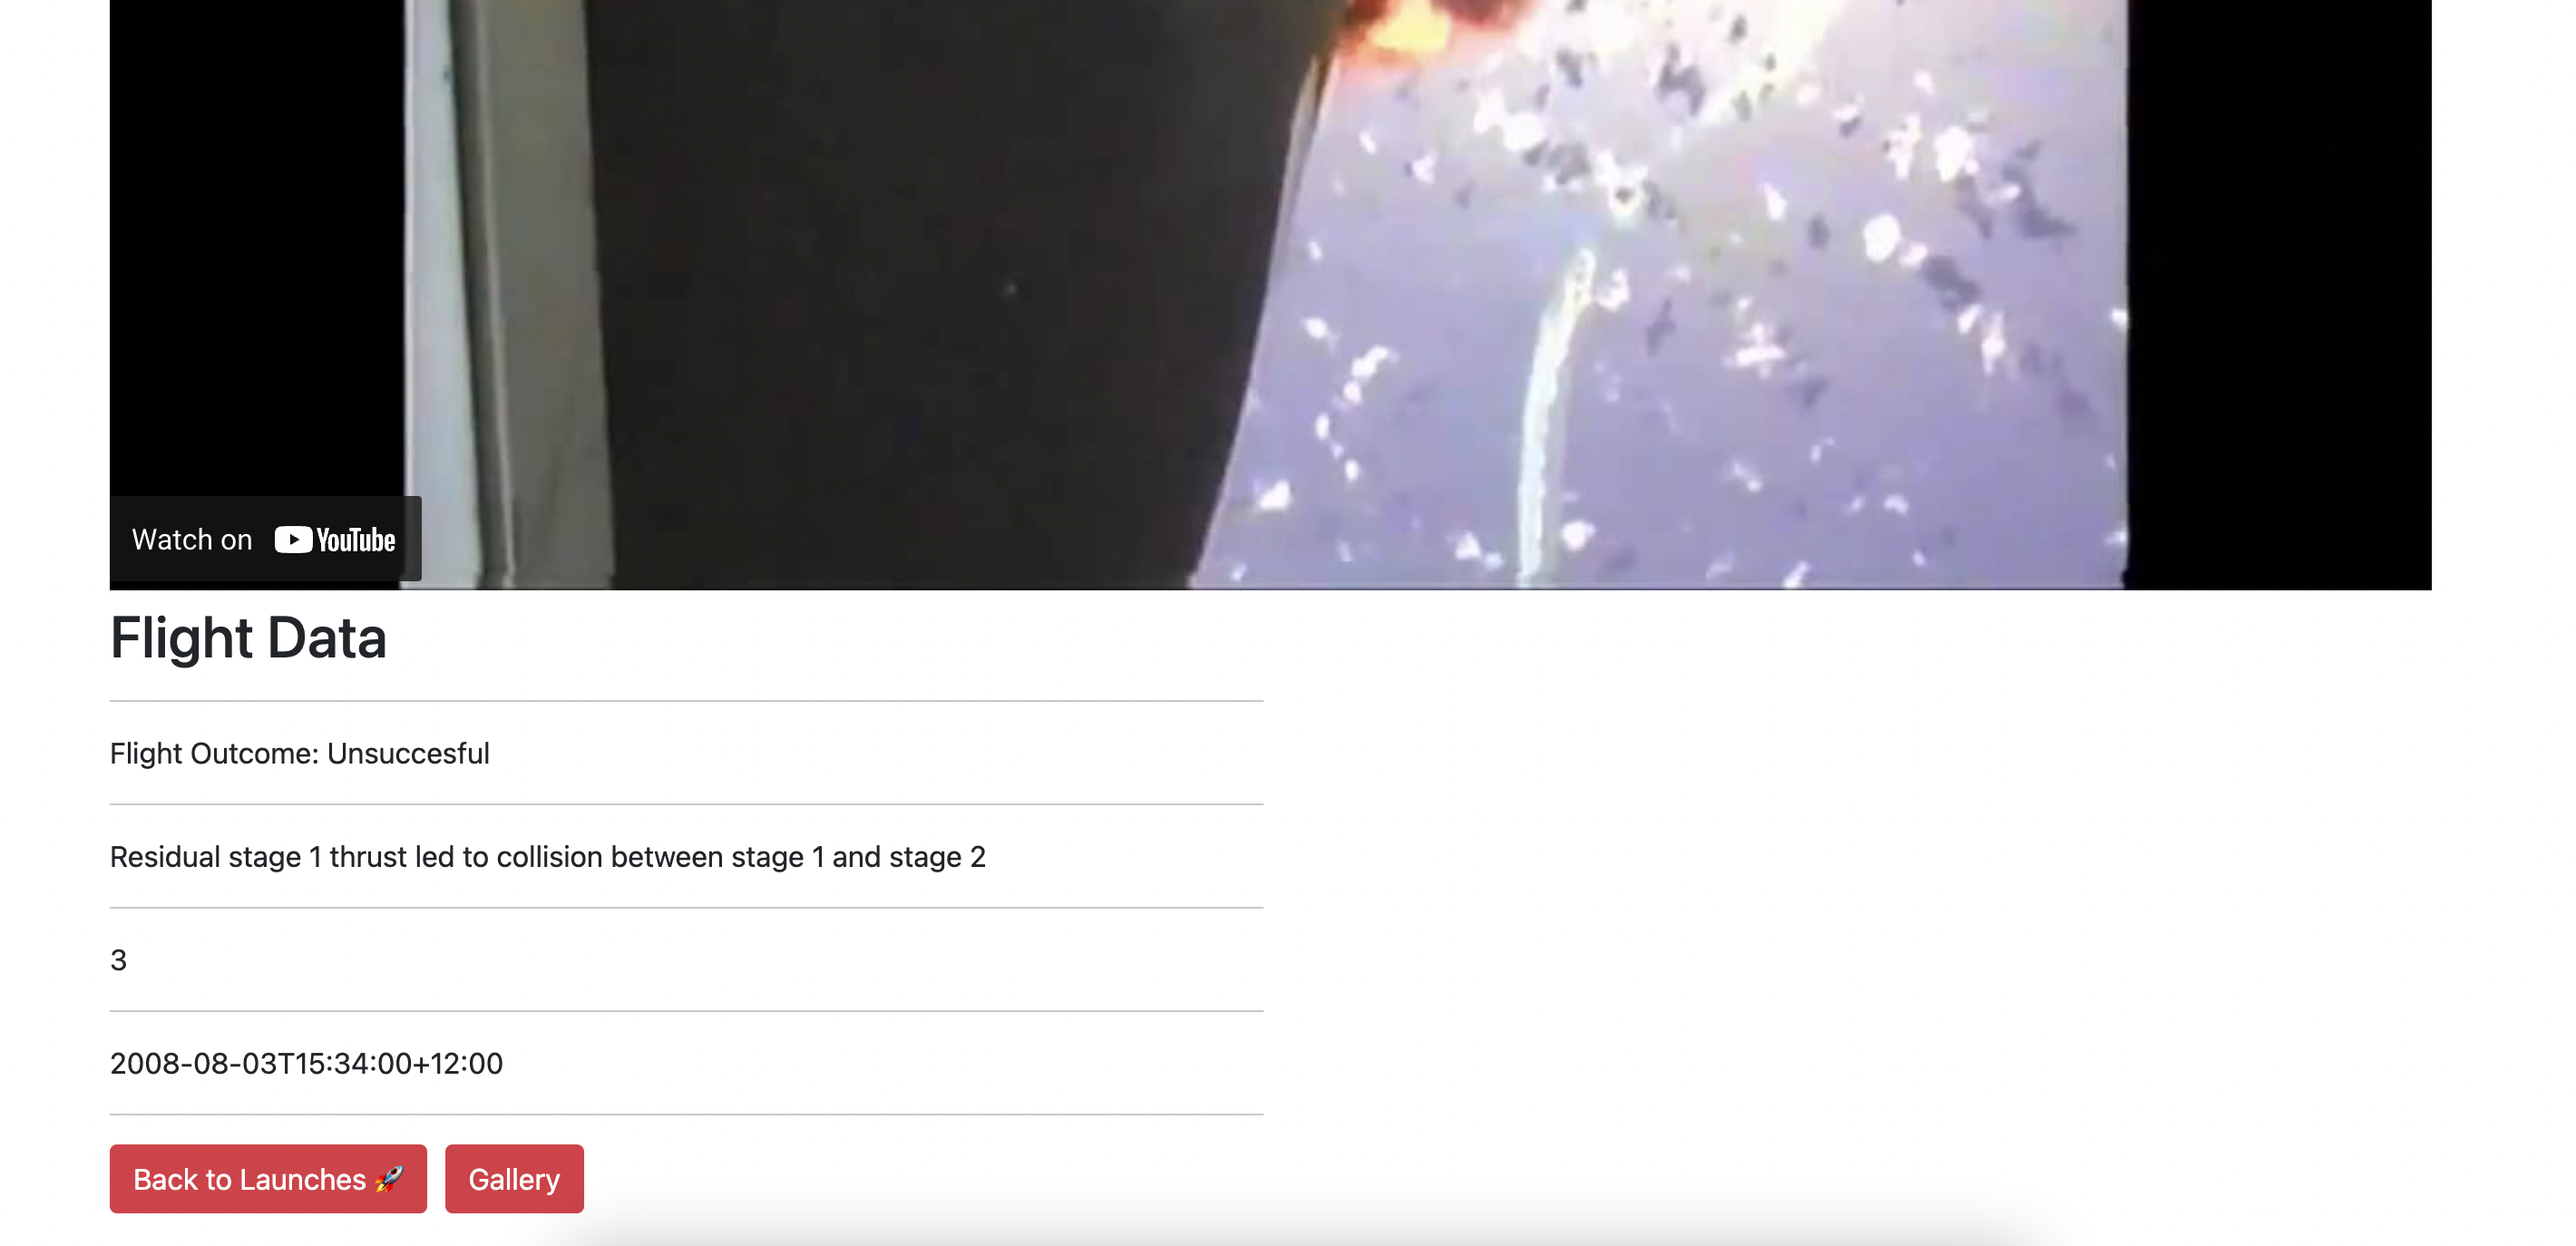 Watch on YouTube
Flight Data
Flight Outcome: Unsuccesful
Residual stage 1 thrust led to collision between stage 1 and stage 2
3
2008-08-03T15:34:00+12:00
Back to Launches 🚀 Gallery